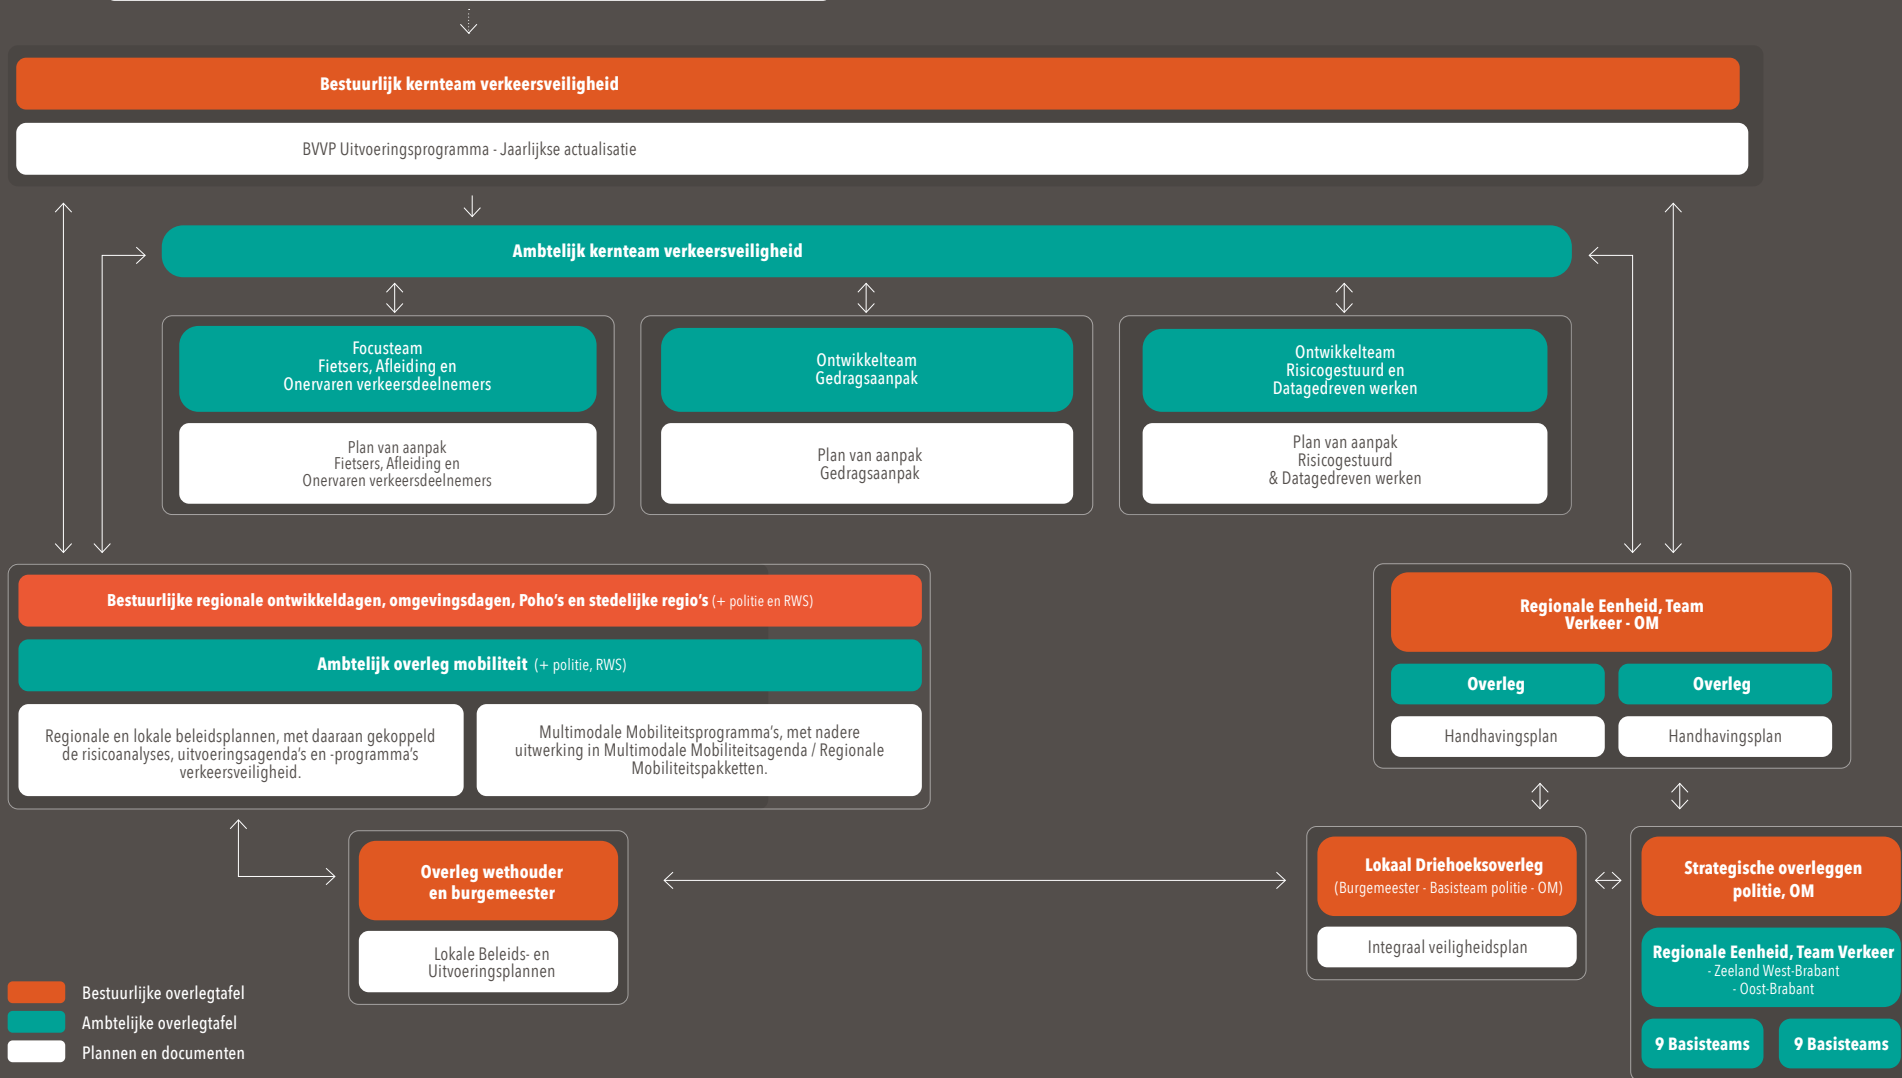 Bestuurlijk kernteam verkeersveiligheid
BVVP Uitvoeringsprogramma - Jaarlijkse actualisatie
Ambtelijk kernteam verkeersveiligheid
Focusteam
Fietsers, Afleiding en
Onervaren verkeersdeelnemers
Plan van aanpak
Fietsers, Afleiding en
Onervaren verkeersdeelnemers
Ontwikkelteam
Gedragsaanpak
Plan van aanpak
Gedragsaanpak
Ontwikkelteam
Risicogestuurd en
Datagedreven werken
Plan van aanpak
Risicogestuurd
& Datagedreven werken
Bestuurlijke regionale ontwikkeldagen, omgevingsdagen, Poho's en stedelijke regio's (+ politie en RWS)
Ambtelijk overleg mobiliteit (+ politie, RWS)
Regionale en lokale beleidsplannen, met daaraan gekoppeld
de risicoanalyses, uitvoeringsagenda's en -programma's
verkeersveiligheid.
Multimodale Mobiliteitsprogramma's, met nadere
uitwerking in Multimodale Mobiliteitsagenda / Regionale
Mobiliteitspakketten.
Regionale Eenheid, Team
Verkeer - OM
Overleg
Overleg
Handhavingsplan
Handhavingsplan
Overleg wethouder
en burgemeester
Lokale Beleids- en
Uitvoeringsplannen
Lokaal Driehoeksoverleg
(Burgemeester - Basisteam politie - OM)
Integraal veiligheidsplan
Strategische overleggen
politie, OM
Regionale Eenheid, Team Verkeer
- Zeeland West-Brabant
- Oost-Brabant
9 Basisteams
9 Basisteams
Bestuurlijke overlegtafel
Ambtelijke overlegtafel
Plannen en documenten